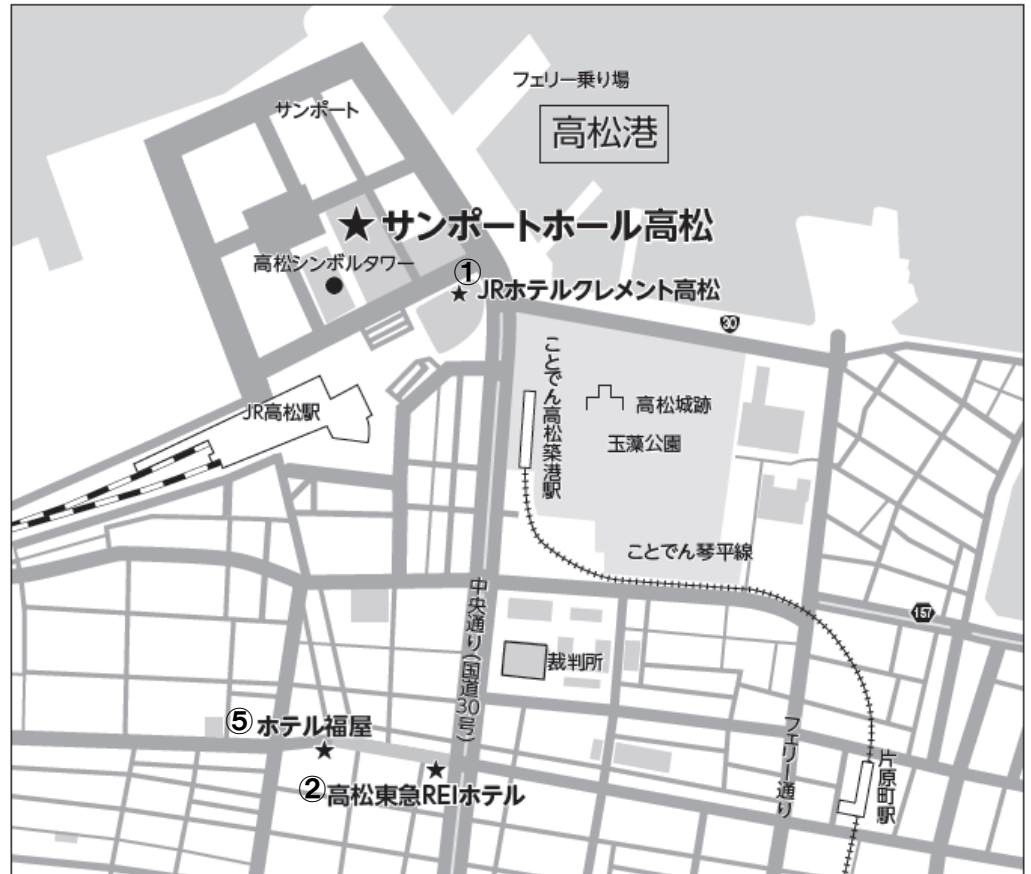 フェリー乗り場
サンポート
高松港
★サンポートホール高松
高松シンボルタワー
①
★JRホテルクレメント高松
30
ことでん高松築港駅
高松城跡
JR高松駅
玉藻公園
ことでん琴平線
中央通り(国道30号)
157
裁判所
⑤ホテル福屋
フェリー通り
片原町駅
②高松東急REIホテル